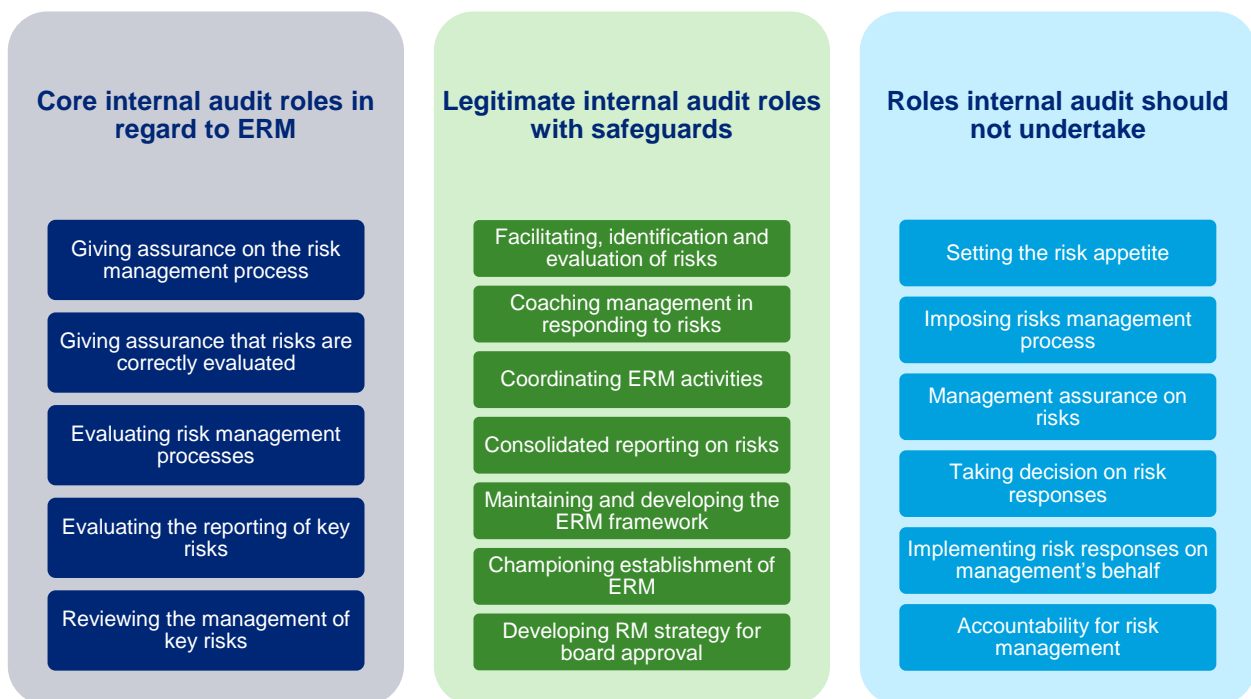 Core internal audit roles in
regard to ERM
Giving assurance on the risk
management process
Giving assurance that risks are
correctly evaluated
Evaluating risk management
processes
Evaluating the reporting of key
risks
Reviewing the management of
key risks
Legitimate internal audit roles
with safeguards
Facilitating, identification and
evaluation of risks
Coaching management in
responding to risks
Coordinating ERM activities
Consolidated reporting on risks
Maintaining and developing the
ERM framework
Championing establishment of
ERM
Developing RM strategy for
board approval
Roles internal audit should
not undertake
Setting the risk appetite
Imposing risks management
process
Management assurance on
risks
Taking decision on risk
responses
Implementing risk responses on
management's behalf
Accountability for risk
management